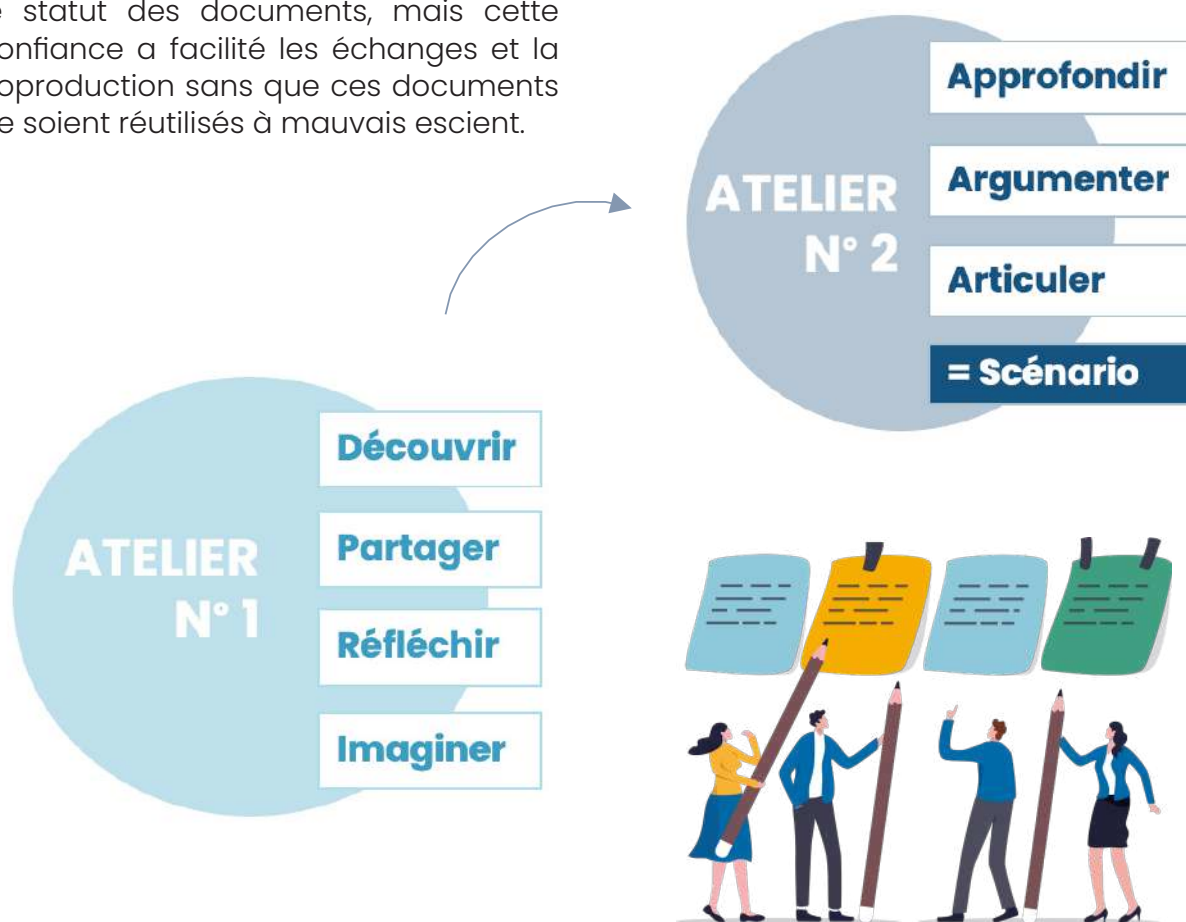 statut des documents, mais cette
onfiance a facilité les échanges et la
oproduction sans que ces documents
e soient réutilisés à mauvais escient.
ATELIER
N° 1
Découvrir
Partager
Réfléchir
Imaginer
ATELIER
N° 2
Approfondir
Argumenter
Articuler
= Scénario